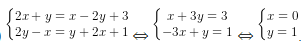 {2x + y = x − 2y + 3
{2y − x = y + 2x + 1
⇔ {x + 3y = 3
{−3x + y = 1
⇔ {x = 0
{y = 1